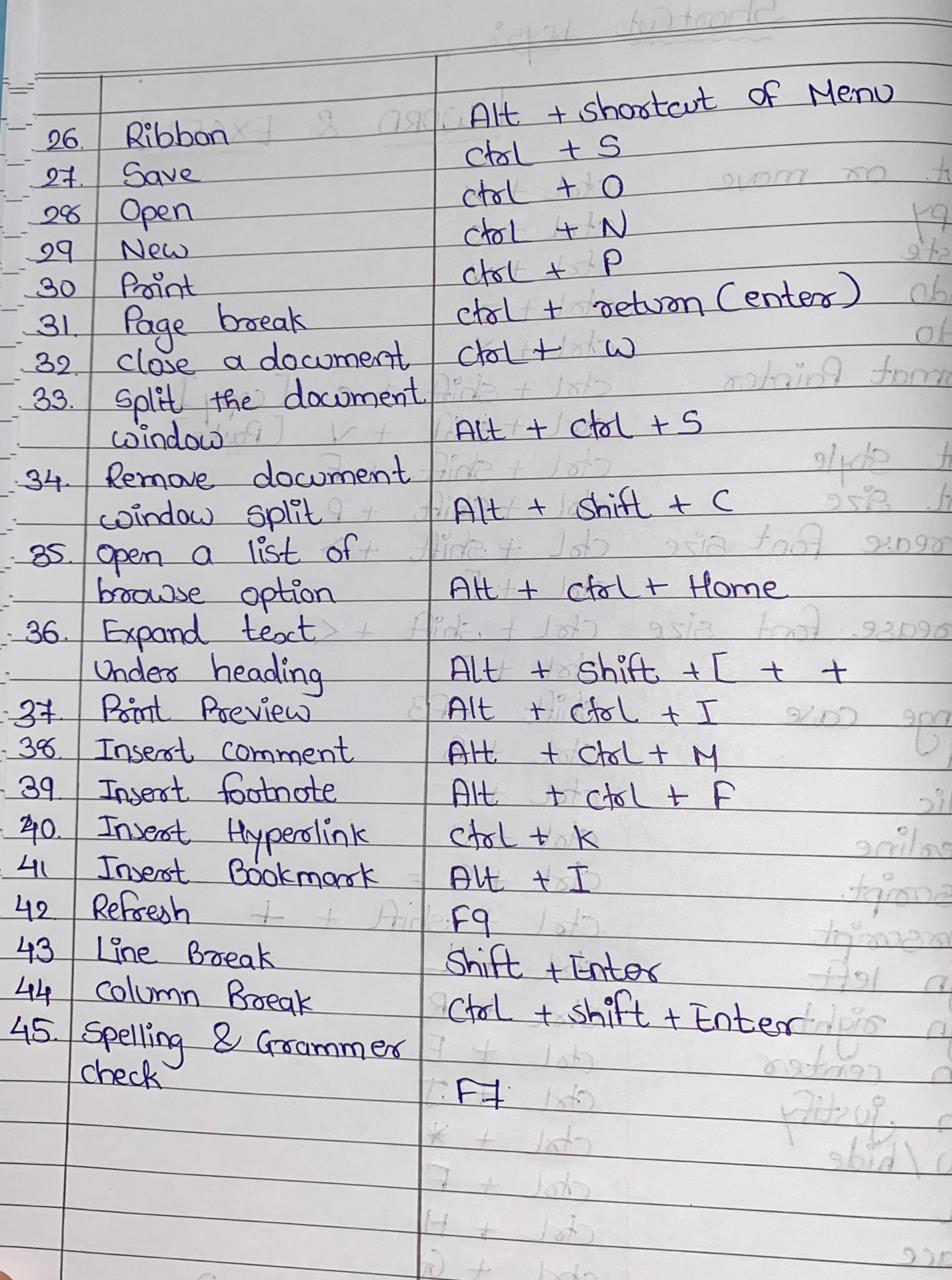 26. Ribbon Alt + shortcut of Menu
27. Save Ctrl + S
28 Open Ctrl + O
29 New Ctrl + N
30 Print Ctrl + P
31. Page break Ctrl + return (enter)
32. Close a document Ctrl + W
33. Split the document
window Alt + Ctrl + S
34. Remove document
window split Alt + Shift + C
35. open a list of
browse option Alt + Ctrl + Home
36. Expand text
Under heading Alt + Shift + [ + +
37. Print Preview Alt + Ctrl + I
38. Insert comment Alt + Ctrl + M
39 Insert footnote Alt + Ctrl + F
40. Insert Hyperlink Ctrl + K
41 Insert Bookmark Alt + I
42 Refresh F9
43 Line Break Shift + Enter
44 Column Break Ctrl + Shift + Enter
45. Spelling & Grammer
check F7